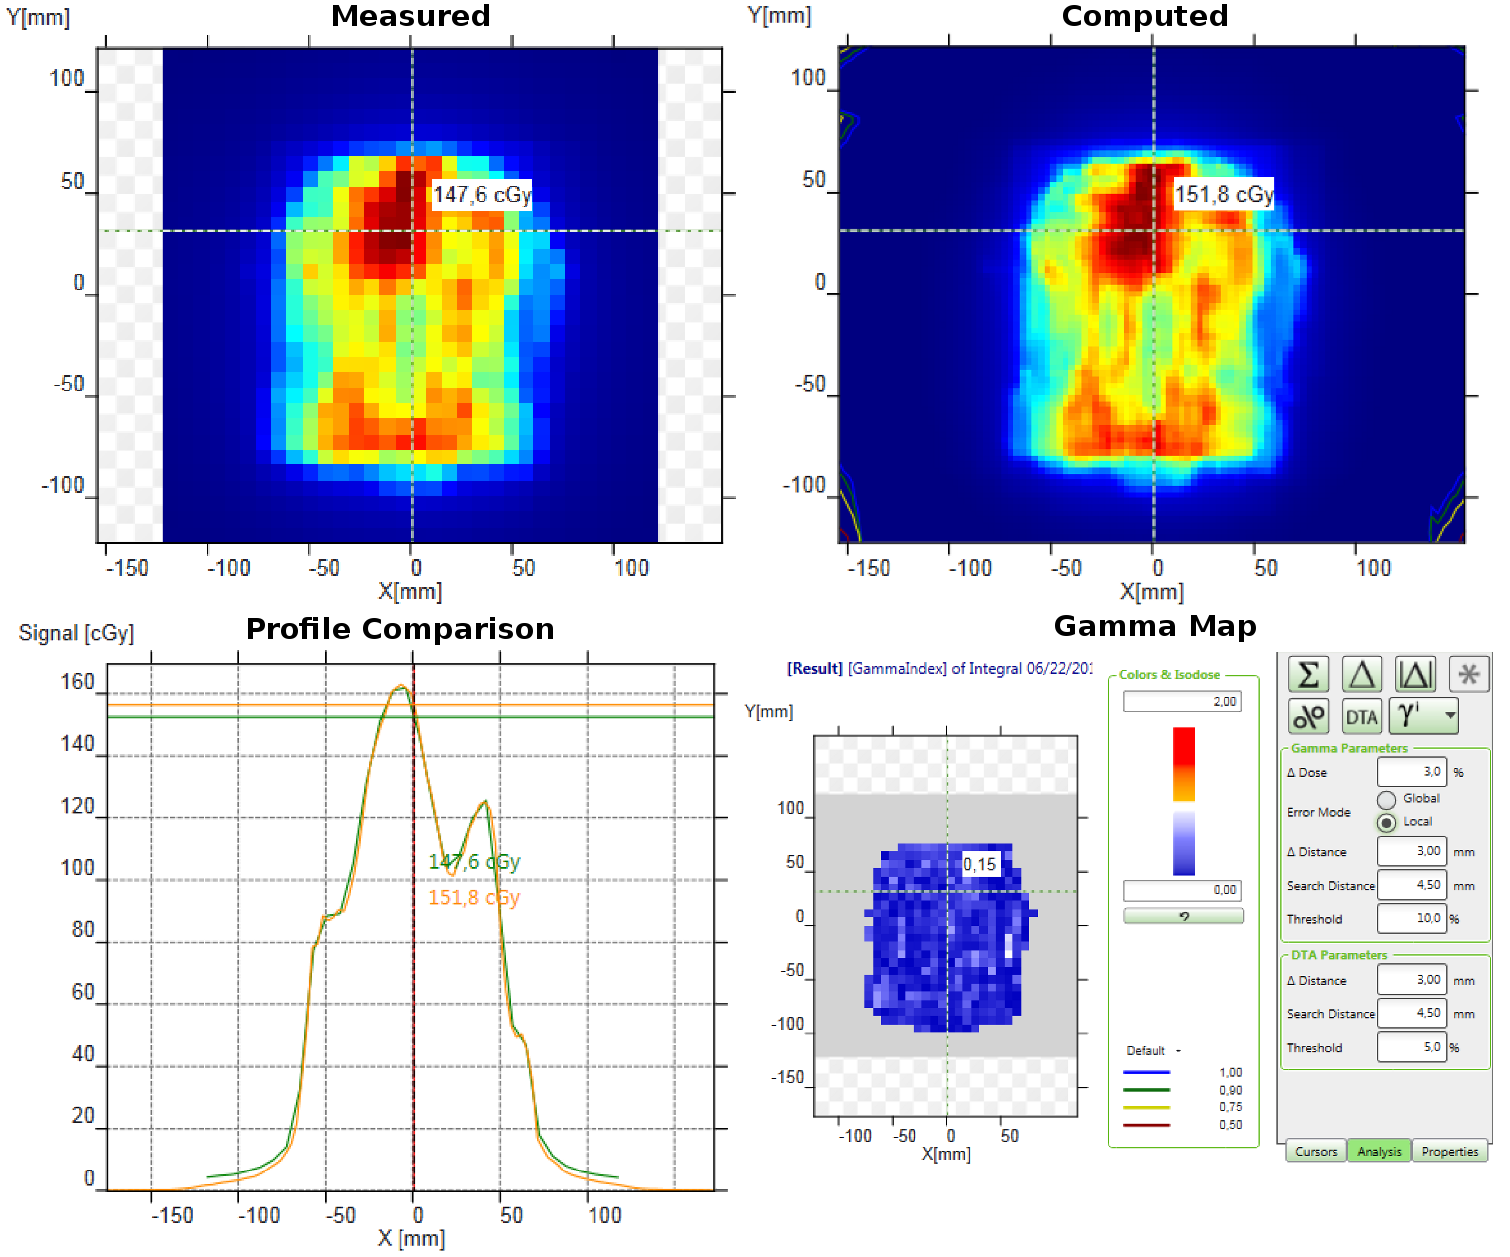 Measured
Y[mm]
100
50
0
-50
-100
147,6 cGy
-150 -100 -50 0 50 100
X[mm]
Computed
Y[mm]
100
50
0
-50
-100
151,8 cGy
-150 -100 -50 0 50 100
X[mm]
Profile Comparison
Signal [cGy]
160
140
120
100
80
60
40
20
0
147,6 cGy
151,8 cGy
-150 -100 -50 0 50 100
X [mm]
Gamma Map
[Result] [GammaIndex] of Integral 06/22/201
Y[mm]
100
50
0
-50
-100
-150
0,15
-100 -50 0 50
X[mm]
Colors & Isodose
2,00
0,00
Default
1,00
0,90
0,75
0,50
Σ Δ |Δ| *
o/o DTA γⁱ
Gamma Parameters
Δ Dose 3,0 %
Error Mode Global
Local
Δ Distance 3,00 mm
Search Distance 4,50 mm
Threshold 10,0 %
DTA Parameters
Δ Distance 3,00 mm
Search Distance 4,50 mm
Threshold 5,0 %
Cursors Analysis Properties